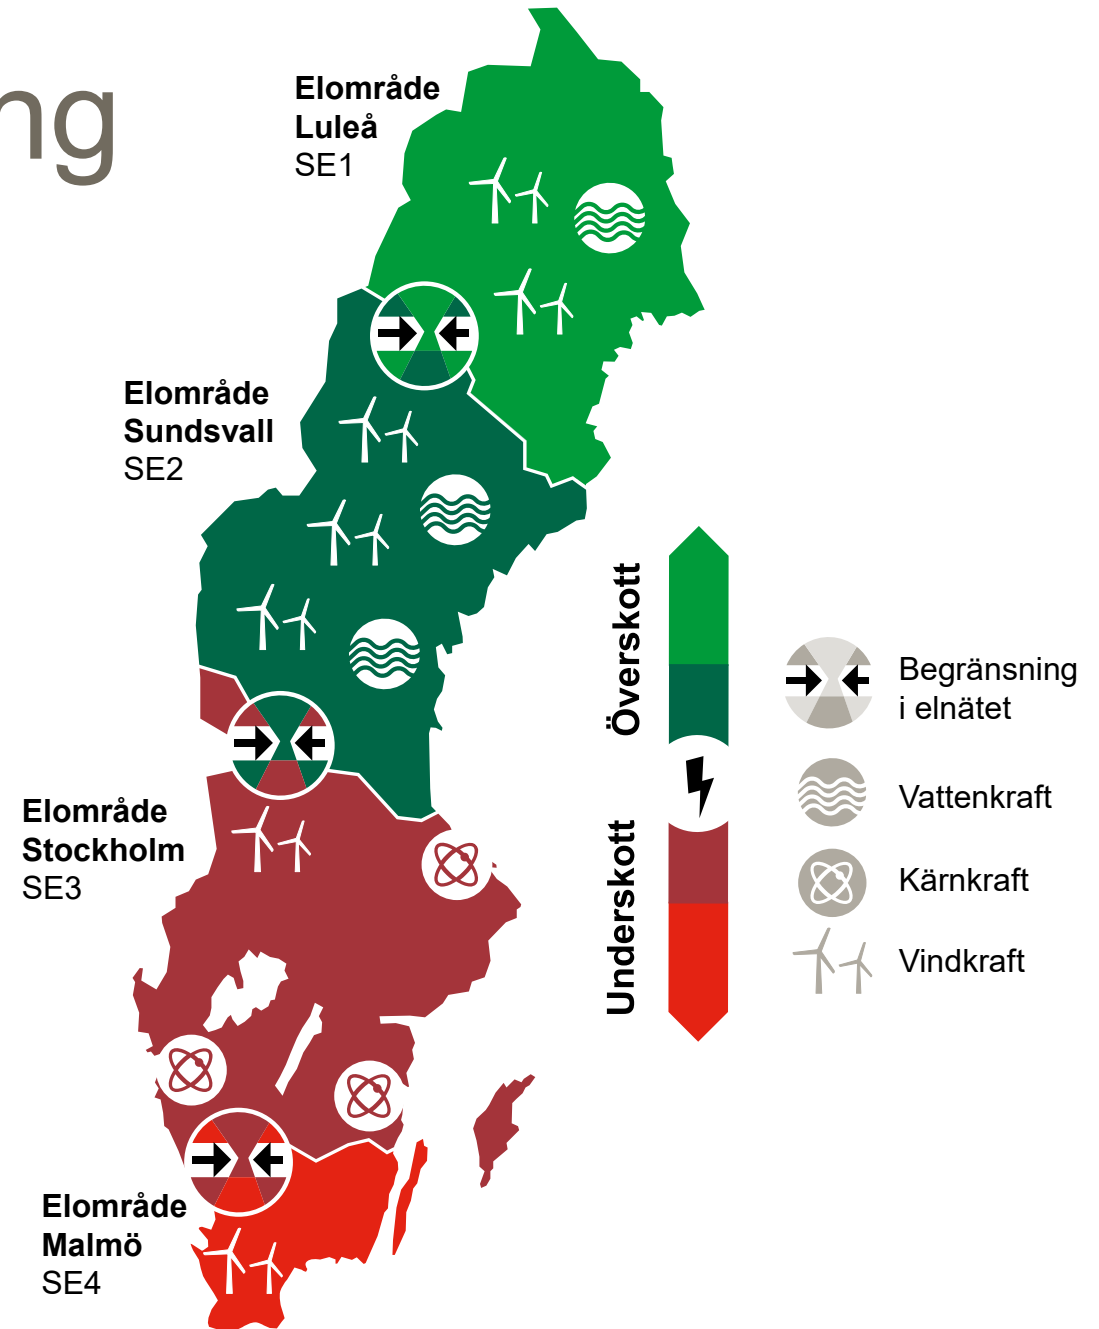 ng
Elområde
Luleå
SE1
Elområde
Sundsvall
SE2
Elområde
Stockholm
SE3
Elområde
Malmö
SE4
Överskott
Underskott
Begränsning
i elnätet
Vattenkraft
Kärnkraft
Vindkraft